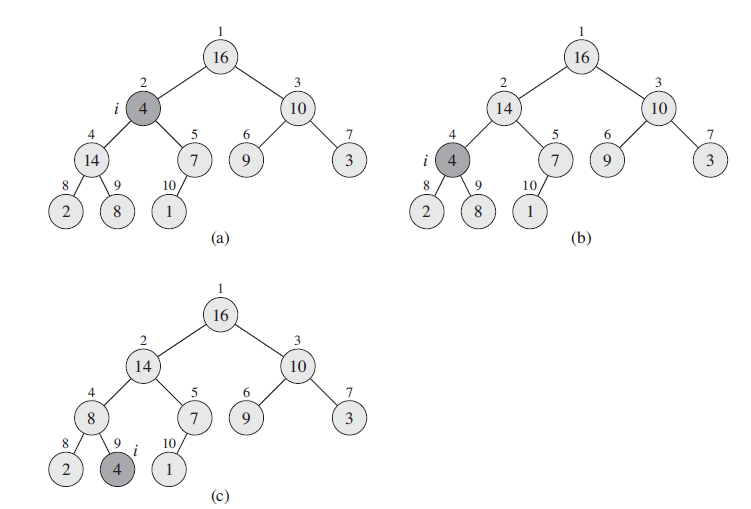 1 1
16 16
2 3 2 3
i 4 10 14 10
4 5 6 7 4 5 6 7
14 7 9 3 i 4 7 9 3
8 9 10 8 9 10
2 8 1 2 8 1
(a) (b)
1
16
2 3
14 10
4 5 6 7
8 7 9 3
8 9 i 10
2 4 1
(c)